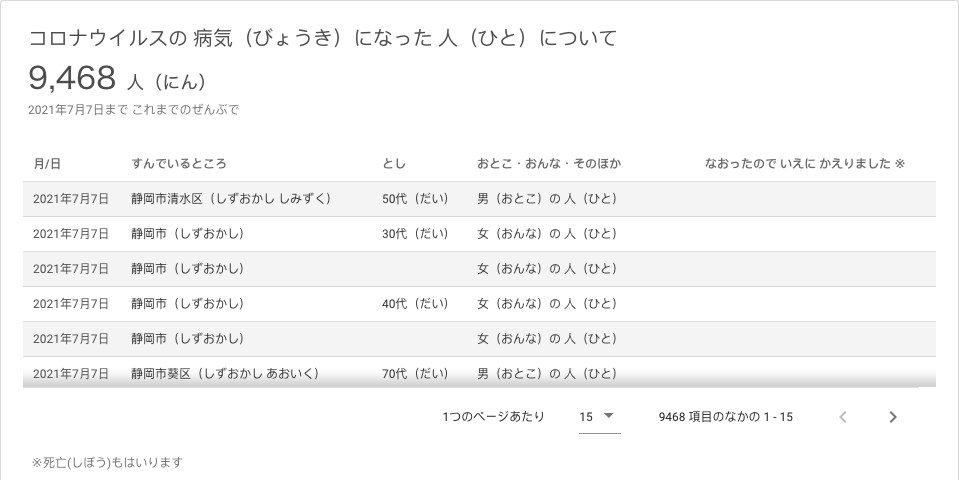 コロナウイルスの 病気（びょうき）になった 人（ひと）について
9,468 人（にん）
2021年7月7日まで これまでのぜんぶで
月/日 すんでいるところ とし おとこ・おんな・そのほか なおったので いえに かえりました ※
2021年7月7日 静岡市清水区（しずおかし しみずく） 50代（だい） 男（おとこ）の 人（ひと）
2021年7月7日 静岡市（しずおかし） 30代（だい） 女（おんな）の 人（ひと）
2021年7月7日 静岡市（しずおかし） 女（おんな）の 人（ひと）
2021年7月7日 静岡市（しずおかし） 40代（だい） 女（おんな）の 人（ひと）
2021年7月7日 静岡市（しずおかし） 女（おんな）の 人（ひと）
2021年7月7日 静岡市葵区（しずおかし あおいく） 70代（だい） 男（おとこ）の 人（ひと）
1つのページあたり 15 9468 項目のなかの 1 - 15
※死亡(しぼう)もはいります